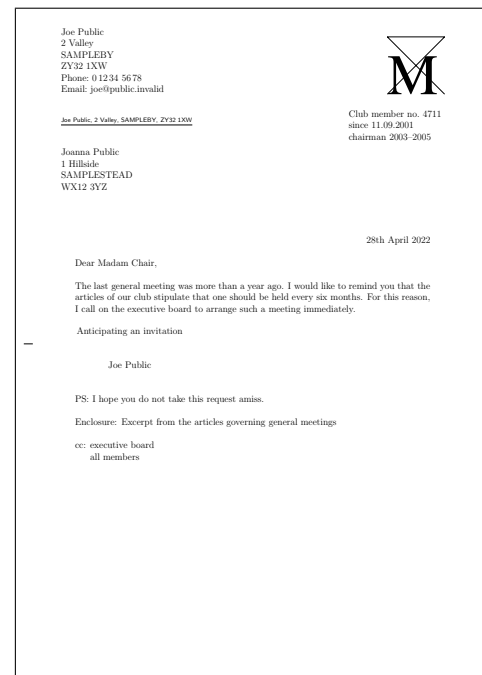 Joe Public
2 Valley
SAMPLEBY
ZY32 1XW
Phone: 0 12 34 56 78
Email: joe@public.invalid
M
Club member no. 4711
since 11.09.2001
chairman 2003–2005
Joe Public, 2 Valley, SAMPLEBY, ZY32 1XW
Joanna Public
1 Hillside
SAMPLESTEAD
WX12 3YZ
28th April 2022
Dear Madam Chair,
The last general meeting was more than a year ago. I would like to remind you that the
articles of our club stipulate that one should be held every six months. For this reason,
I call on the executive board to arrange such a meeting immediately.
Anticipating an invitation
Joe Public
PS: I hope you do not take this request amiss.
Enclosure: Excerpt from the articles governing general meetings
cc: executive board
all members